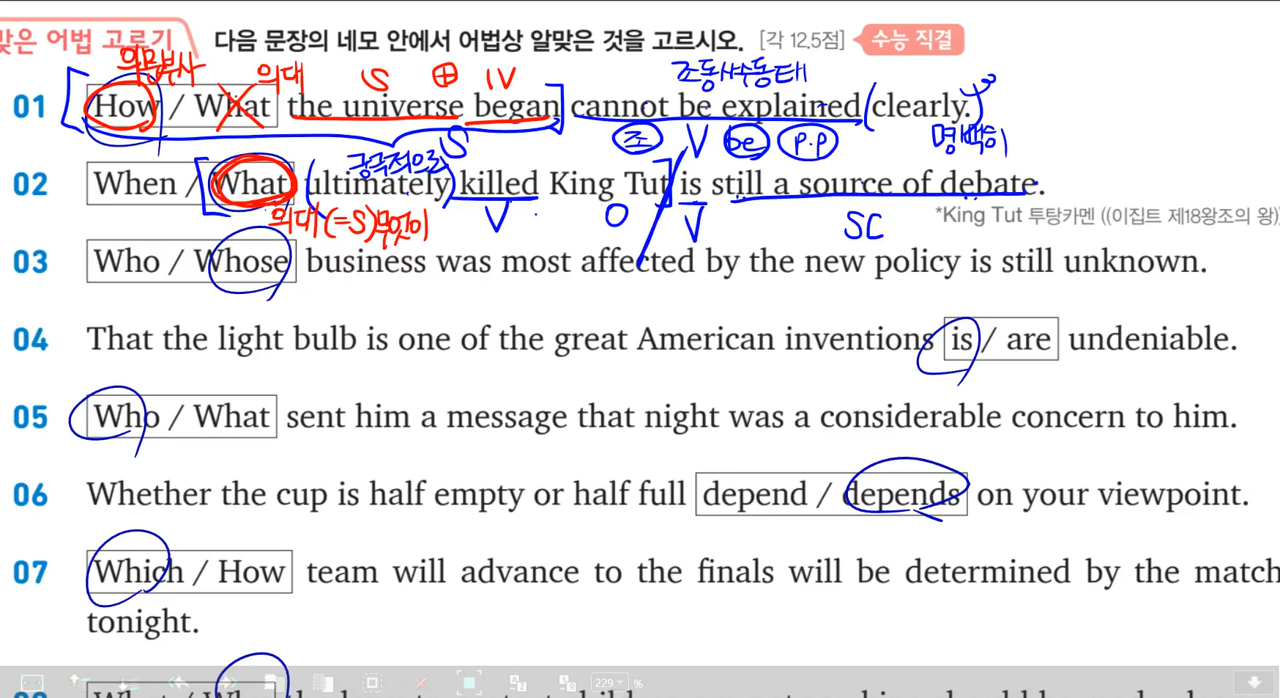 맞은 어법 고르기 다음 문장의 네모 안에서 어법상 알맞은 것을 고르시오. [각 12.5점] 수능 직결
의문부사 의대 S ⊕ IV 조동사수동태
01 [How / What the universe began] cannot be explained (clearly.)
S 조 V be p.p 명백히
궁극적으로
02 When / [What (ultimately) killed King Tut] / is still a source of debate.
의대(=S)무엇이 V O V SC
*King Tut 투탕카멘 ((이집트 제18왕조의 왕))
03 Who / Whose business was most affected by the new policy is still unknown.
04 That the light bulb is one of the great American inventions is / are undeniable.
05 Who / What sent him a message that night was a considerable concern to him.
06 Whether the cup is half empty or half full depend / depends on your viewpoint.
07 Which / How team will advance to the finals will be determined by the match
tonight.
229 %